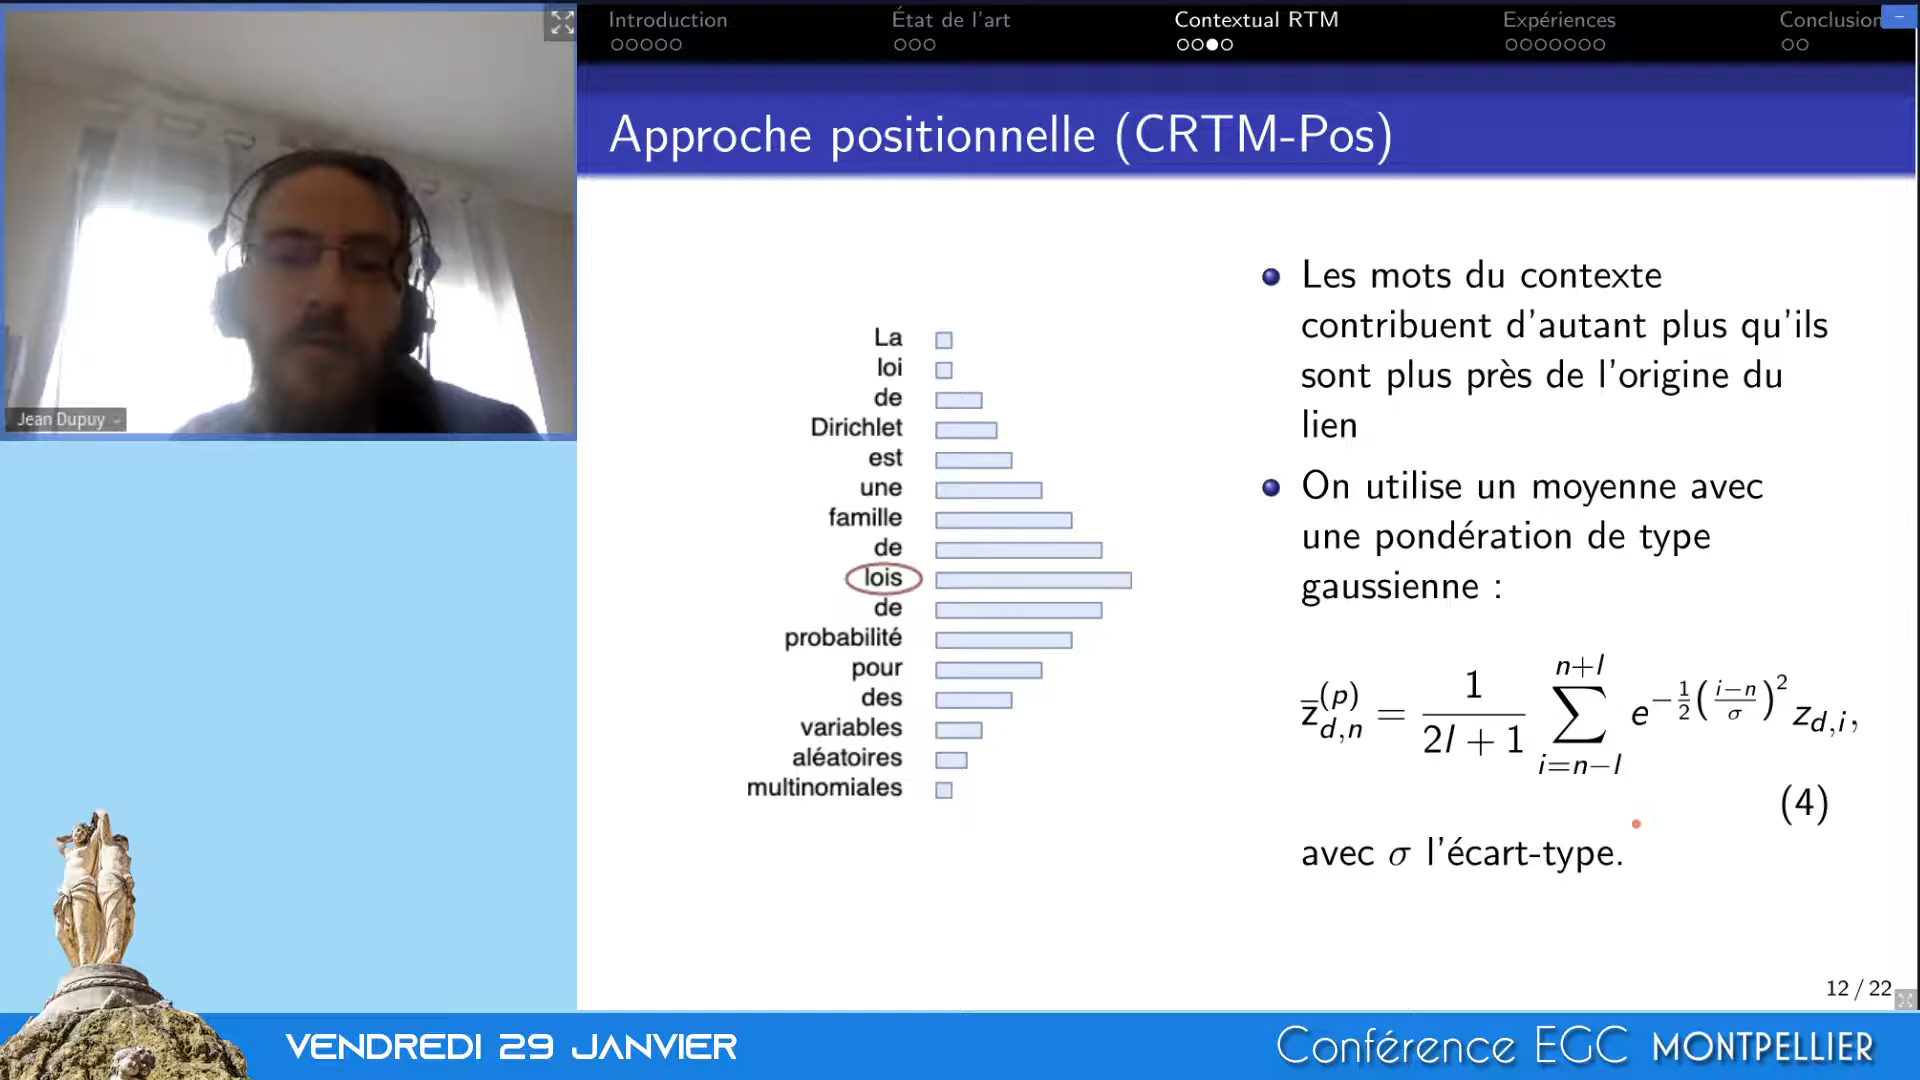 Introduction État de l'art Contextual RTM Expériences Conclusion
Approche positionnelle (CRTM-Pos)
Jean Dupuy
La
loi
de
Dirichlet
est
une
famille
de
lois
de
probabilité
pour
des
variables
aléatoires
multinomiales
Les mots du contexte
contribuent d'autant plus qu'ils
sont plus près de l'origine du
lien
On utilise un moyenne avec
une pondération de type
gaussienne :
$\bar{z}_{d,n}^{(p)} = \frac{1}{2l+1} \sum_{i=n-l}^{n+l} e^{-\frac{1}{2}\left(\frac{i-n}{\sigma}\right)^2} z_{d,i},$
(4)
avec σ l'écart-type.
12 / 22
VENDREDI 29 JANVIER
Conférence EGC MONTPELLIER